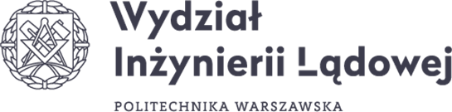 Wydział
Inżynierii Lądowej
POLITECHNIKA WARSZAWSKA